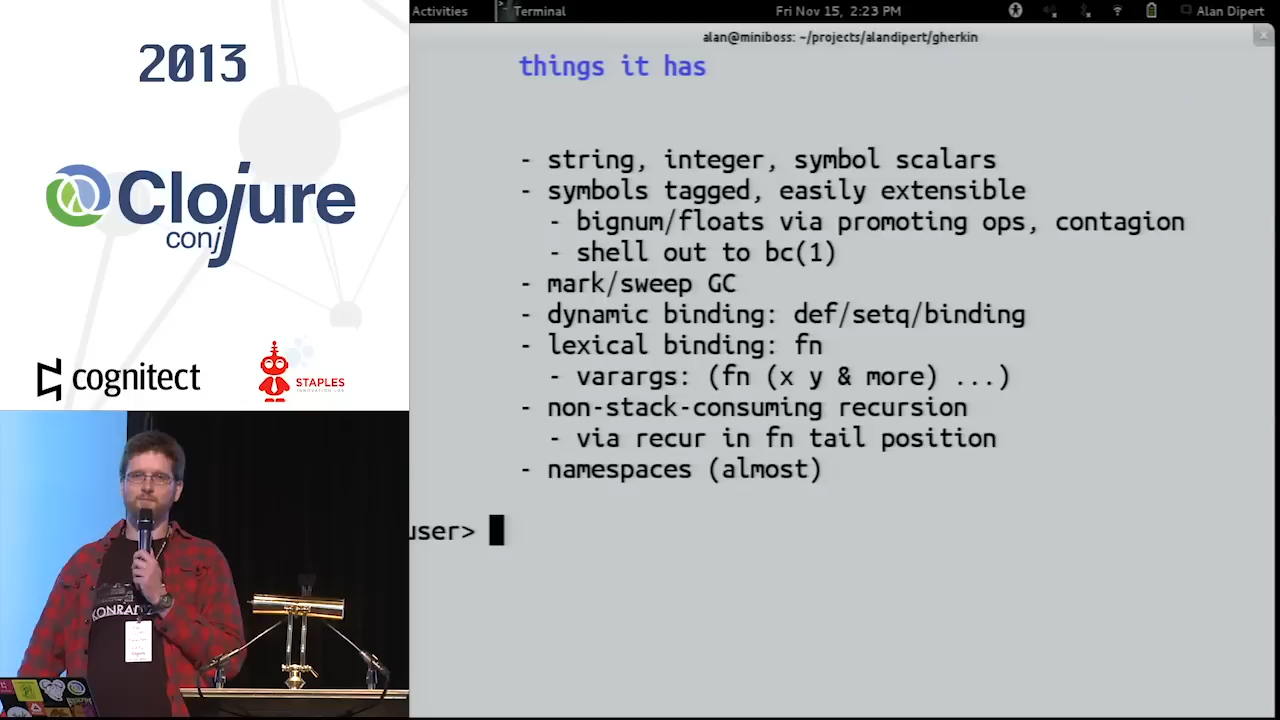 2013
Clojure
conj
cognitect
STAPLES
INNOVATION LAB
KONRAD
Activities
Terminal
Fri Nov 15, 2:23 PM
Alan Dipert
alan@miniboss: ~/projects/alandipert/gherkin
things it has
- string, integer, symbol scalars
- symbols tagged, easily extensible
- bignum/floats via promoting ops, contagion
- shell out to bc(1)
- mark/sweep GC
- dynamic binding: def/setq/binding
- lexical binding: fn
- varargs: (fn (x y & more) ...)
- non-stack-consuming recursion
- via recur in fn tail position
- namespaces (almost)
user>